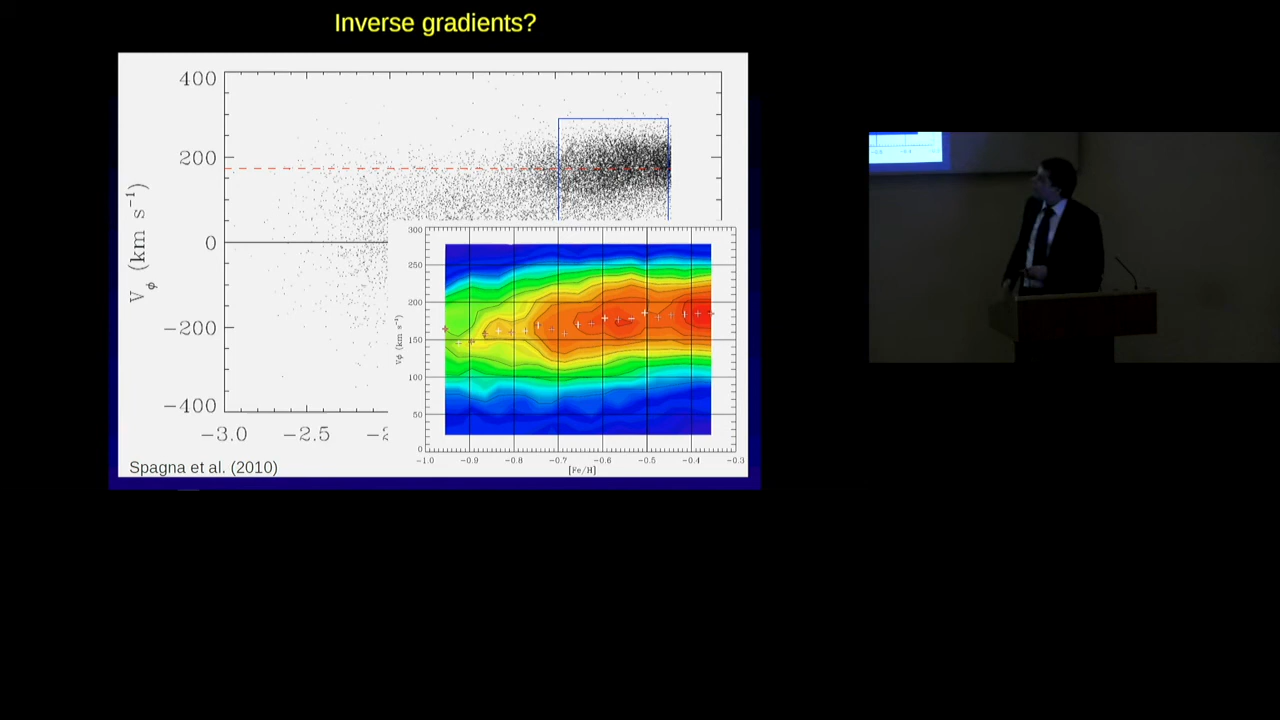 Inverse gradients?
400
200
0
−200
−400
V_ϕ (km s⁻¹)
−3.0 −2.5 −2
Spagna et al. (2010)
300
250
200
150
100
50
0
Vϕ (km s⁻¹)
−1.0 −0.9 −0.8 −0.7 −0.6 −0.5 −0.4 −0.3
[Fe/H]